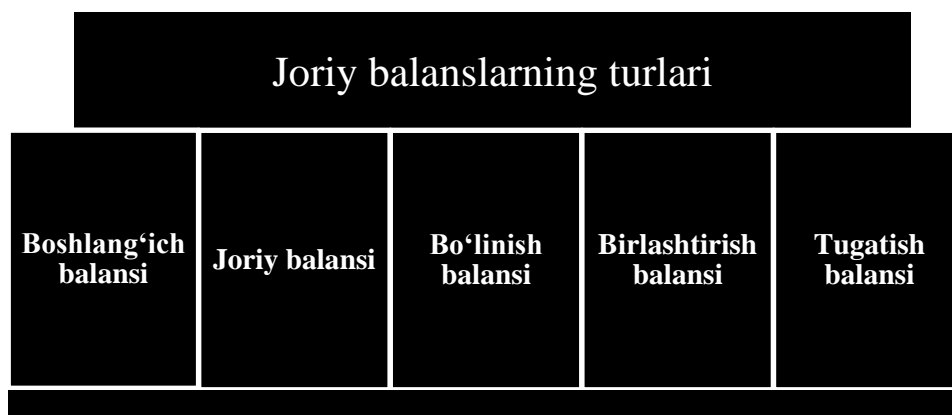 Joriy balanslarning turlari
Boshlang‘ich
balansi
Joriy balansi
Bo‘linish
balansi
Birlashtirish
balansi
Tugatish
balansi